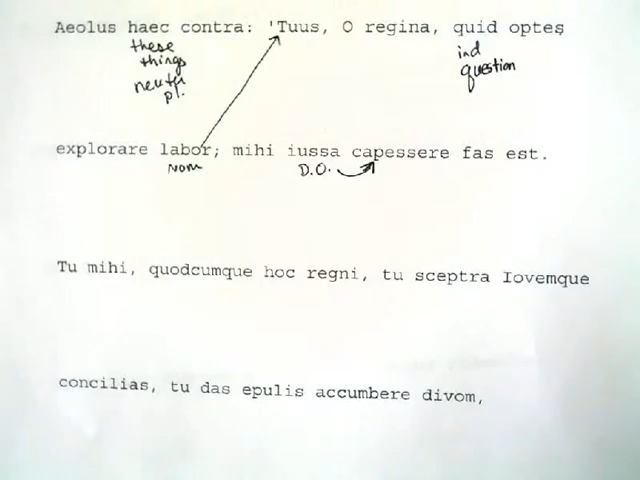 Aeolus haec contra: 'Tuus, O regina, quid optes
these
things
neuter
pl.
ind
question
explorare labor; mihi iussa capessere fas est.
Nom
D.O.
Tu mihi, quodcumque hoc regni, tu sceptra Iovemque
concilias, tu das epulis accumbere divom,